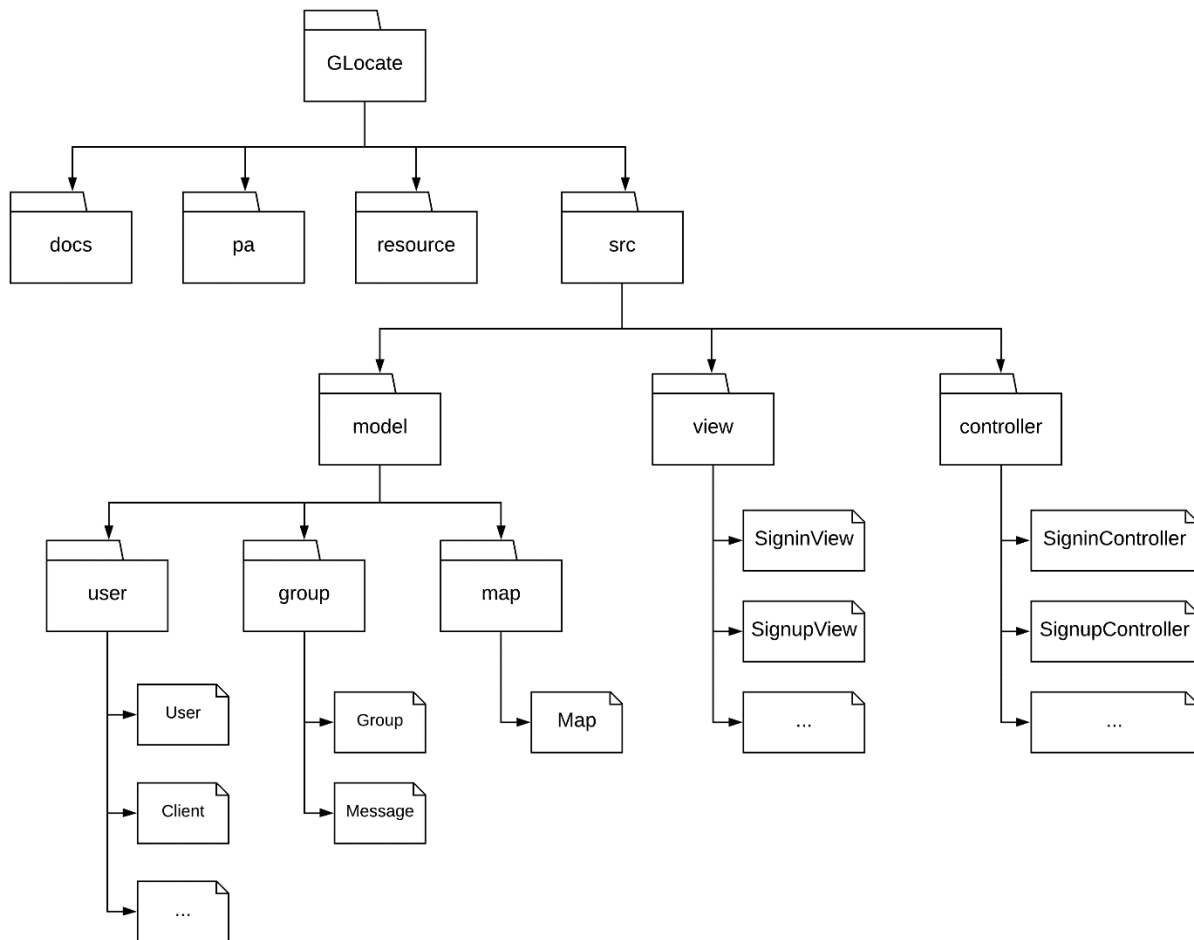 GLocate
docs
pa
resource
src
model
view
controller
user
group
map
SigninView
SigninController
SignupView
SignupController
User
Group
Map
...
...
Client
Message
...